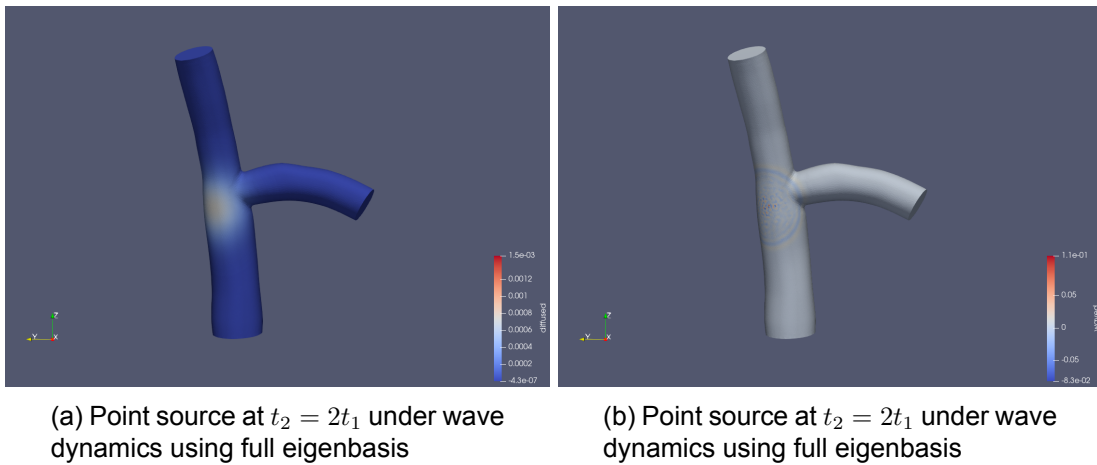 1.5e-03
0.0012
0.001
0.0008
0.0006
0.0004
0.0002
-4.3e-07
diffused
Z
Y
X
1.1e-01
0.05
0
-0.05
-8.3e-02
waved
Z
Y
X
(a) Point source at t₂ = 2t₁ under wave
dynamics using full eigenbasis
(b) Point source at t₂ = 2t₁ under wave
dynamics using full eigenbasis